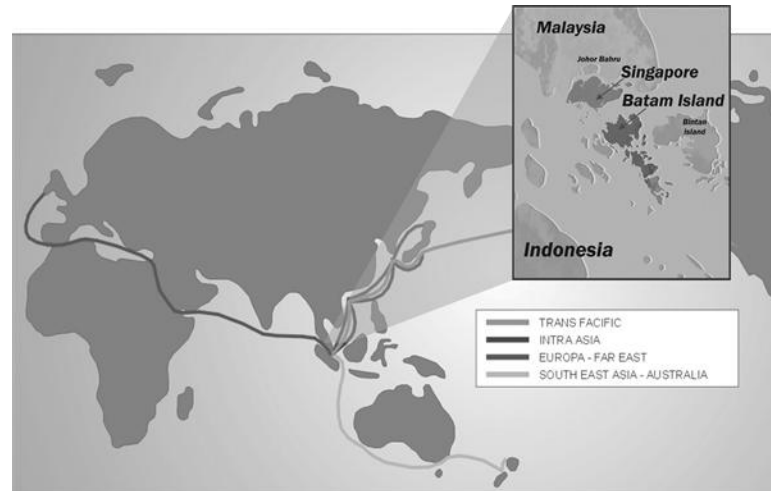 Malaysia
Johor Bahru
Singapore
Batam Island
Bintan
Island
Indonesia
TRANS PACIFIC
INTRA ASIA
EUROPA - FAR EAST
SOUTH EAST ASIA - AUSTRALIA